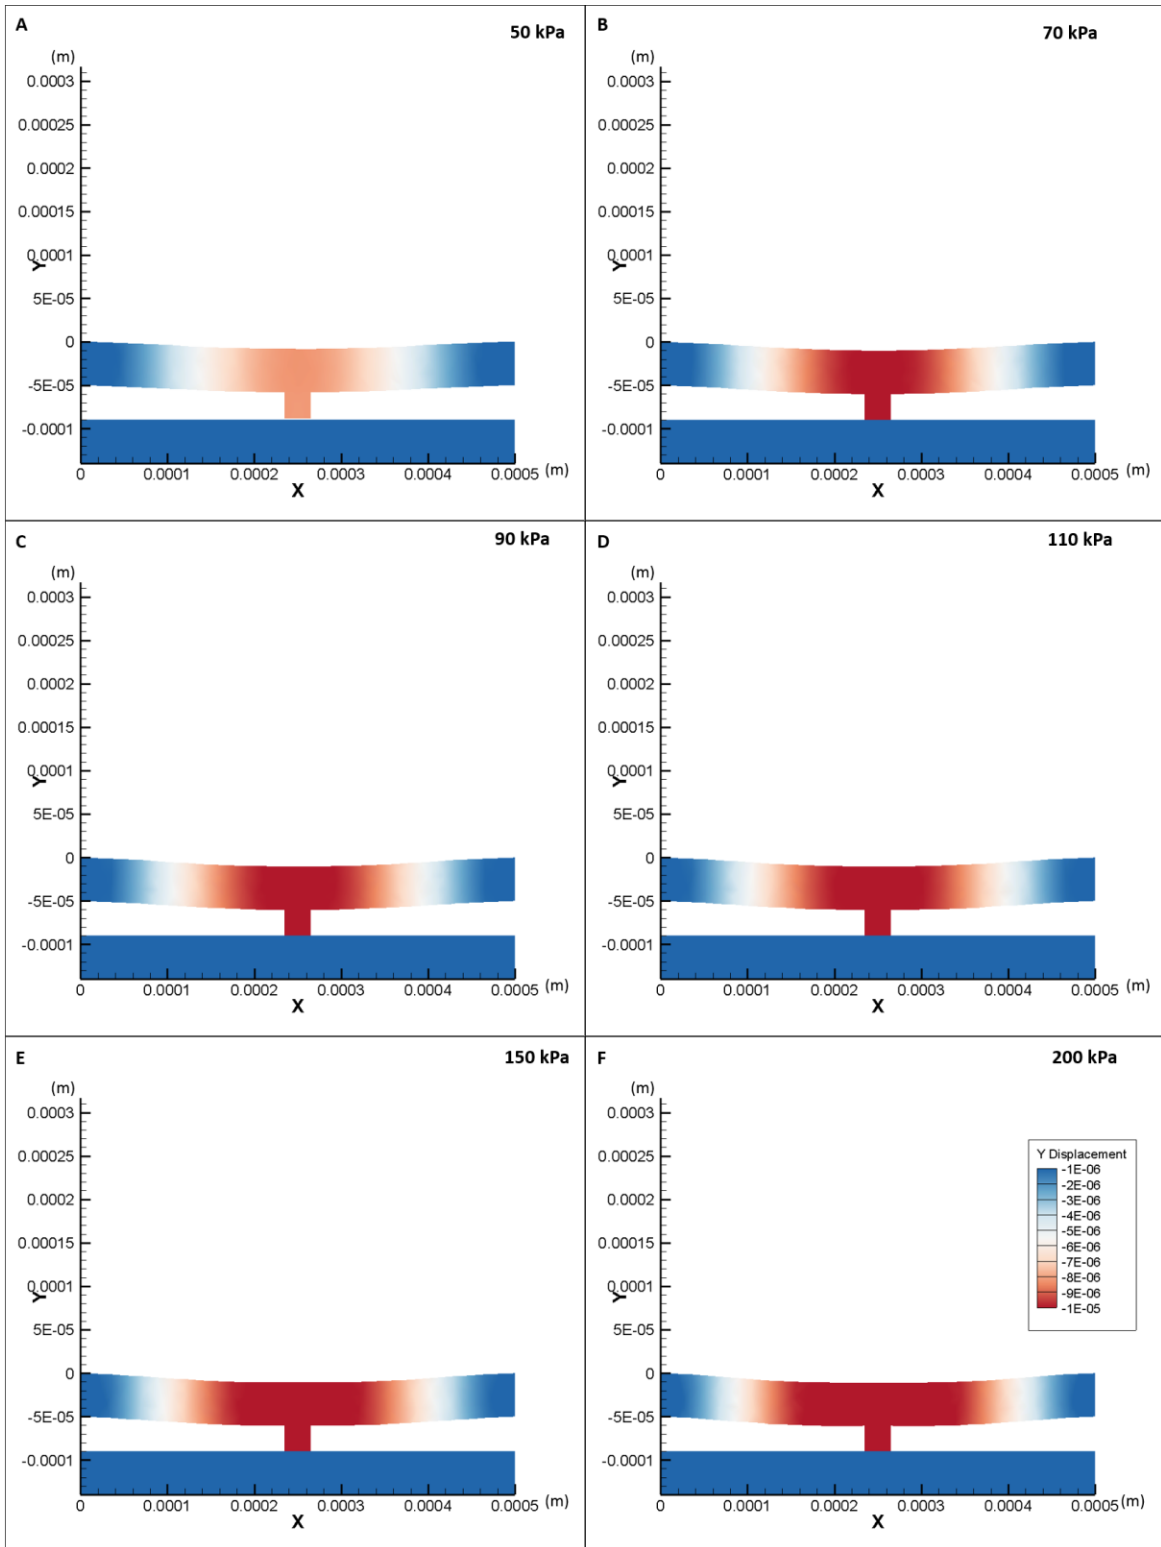 A
50 kPa
(m)
0.0003
0.00025
0.0002
0.00015
0.0001
Y
5E-05
0
-5E-05
-0.0001
0 0.0001 0.0002 0.0003 0.0004 0.0005 (m)
X
B
70 kPa
(m)
0.0003
0.00025
0.0002
0.00015
0.0001
Y
5E-05
0
-5E-05
-0.0001
0 0.0001 0.0002 0.0003 0.0004 0.0005 (m)
X
C
90 kPa
(m)
0.0003
0.00025
0.0002
0.00015
0.0001
Y
5E-05
0
-5E-05
-0.0001
0 0.0001 0.0002 0.0003 0.0004 0.0005 (m)
X
D
110 kPa
(m)
0.0003
0.00025
0.0002
0.00015
0.0001
Y
5E-05
0
-5E-05
-0.0001
0 0.0001 0.0002 0.0003 0.0004 0.0005 (m)
X
E
150 kPa
(m)
0.0003
0.00025
0.0002
0.00015
0.0001
Y
5E-05
0
-5E-05
-0.0001
0 0.0001 0.0002 0.0003 0.0004 0.0005 (m)
X
F
200 kPa
(m)
0.0003
0.00025
0.0002
0.00015
0.0001
Y
5E-05
0
-5E-05
-0.0001
0 0.0001 0.0002 0.0003 0.0004 0.0005 (m)
X
Y Displacement
-1E-06
-2E-06
-3E-06
-4E-06
-5E-06
-6E-06
-7E-06
-8E-06
-9E-06
-1E-05